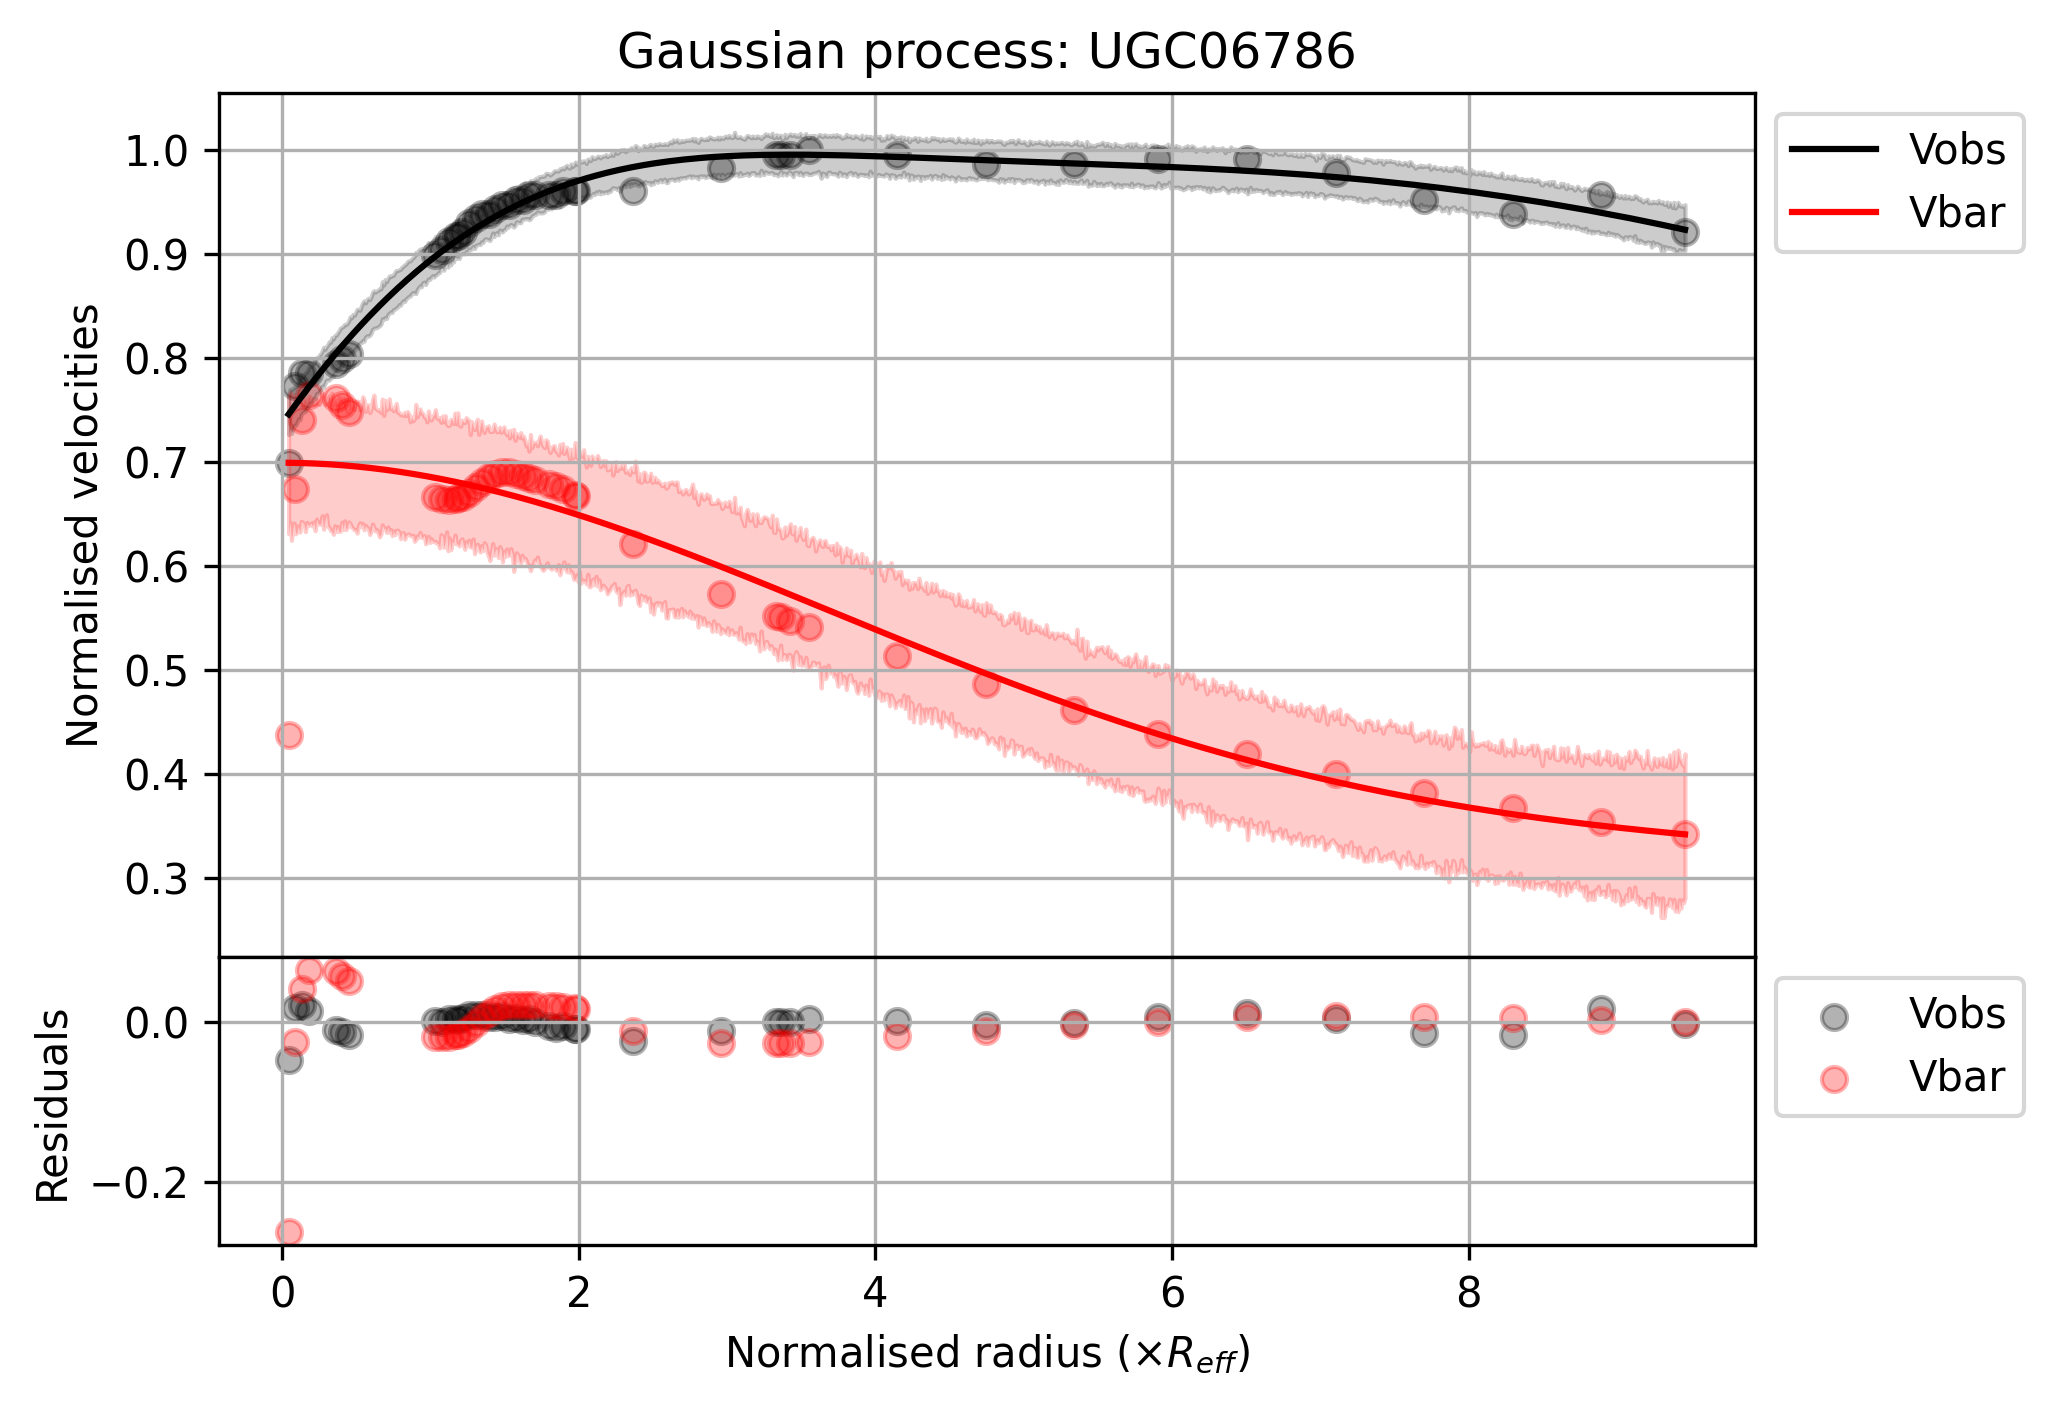 Gaussian process: UGC06786
1.0
0.9
0.8
0.7
0.6
0.5
0.4
0.3
Normalised velocities
Vobs
Vbar
0.0
−0.2
Residuals
Vobs
Vbar
0 2 4 6 8
Normalised radius (×R_eff)